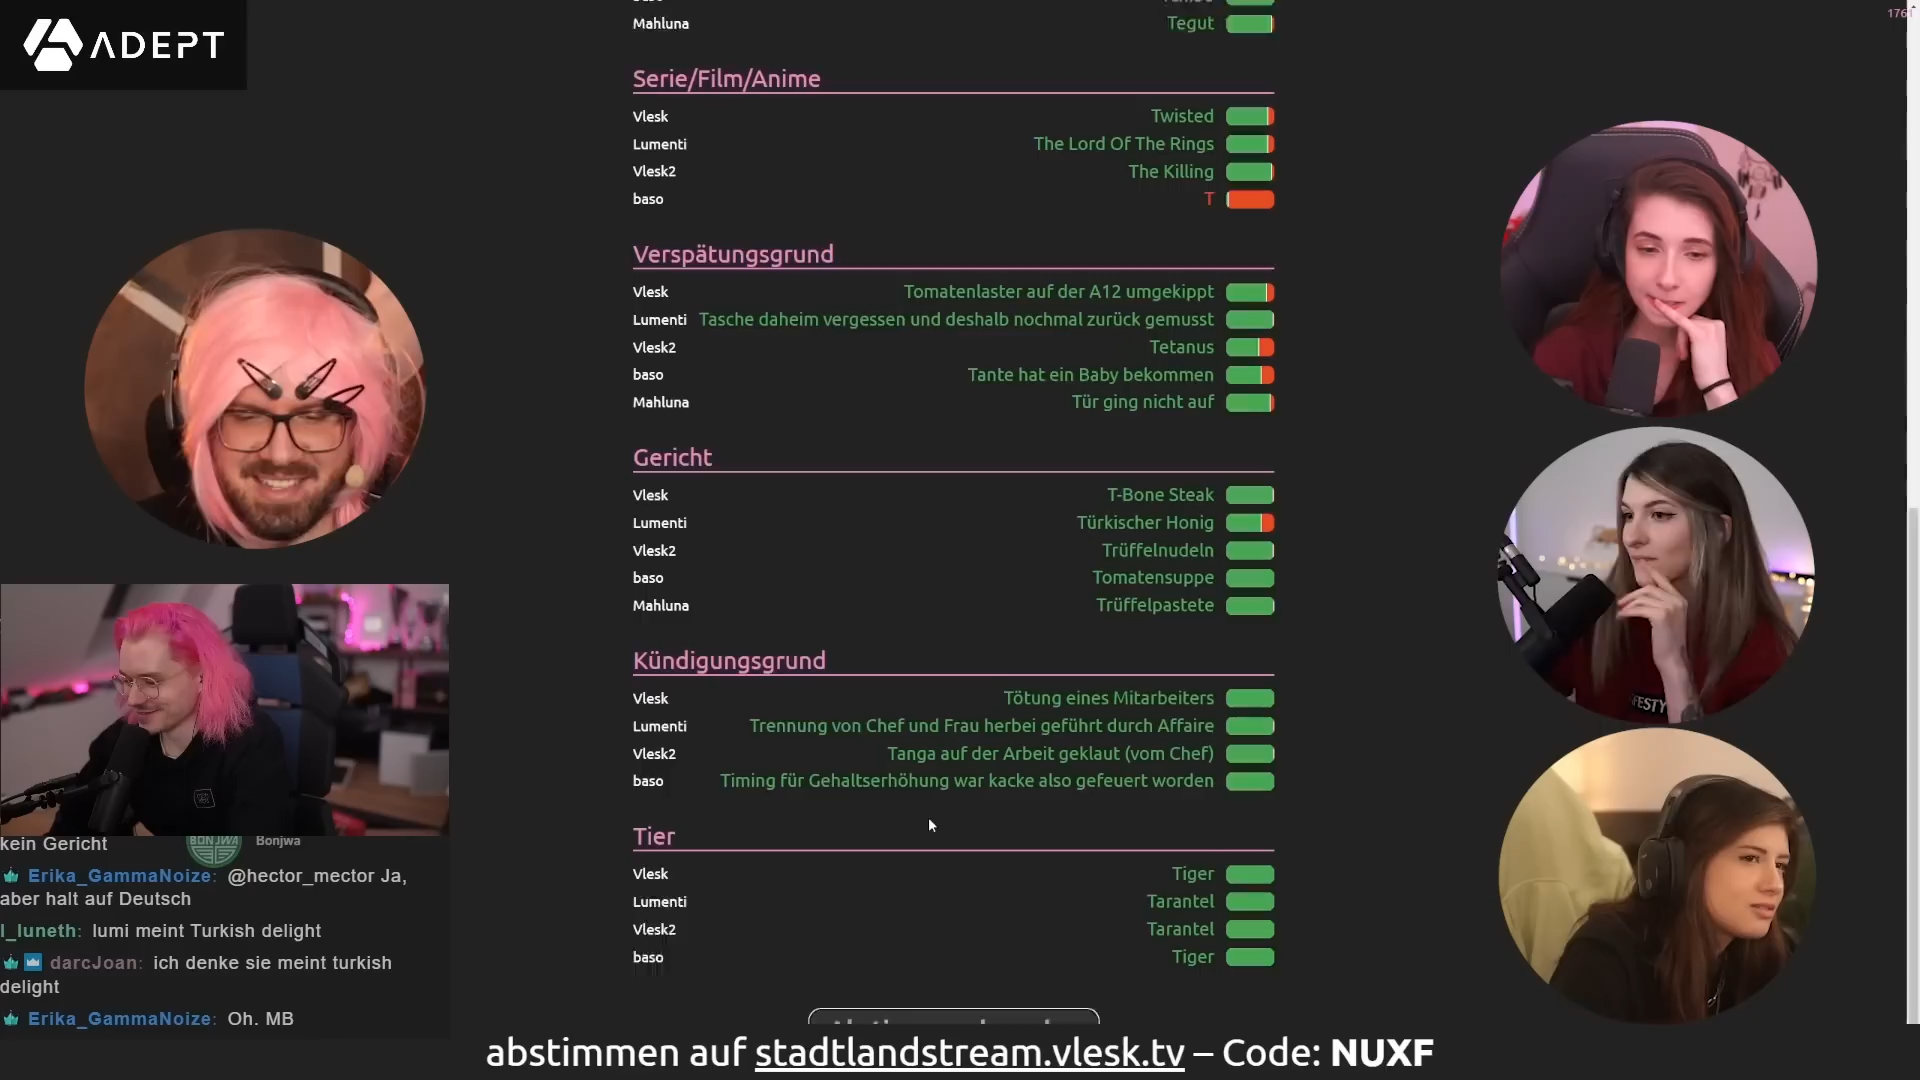 ADEPT
1761
Mahluna Tegut
Serie/Film/Anime
Vlesk Twisted
Lumenti The Lord Of The Rings
Vlesk2 The Killing
baso T
Verspätungsgrund
Vlesk Tomatenlaster auf der A12 umgekippt
Lumenti Tasche daheim vergessen und deshalb nochmal zurück gemusst
Vlesk2 Tetanus
baso Tante hat ein Baby bekommen
Mahluna Tür ging nicht auf
Gericht
Vlesk T-Bone Steak
Lumenti Türkischer Honig
Vlesk2 Trüffelnudeln
baso Tomatensuppe
Mahluna Trüffelpastete
Kündigungsgrund
Vlesk Tötung eines Mitarbeiters
Lumenti Trennung von Chef und Frau herbei geführt durch Affaire
Vlesk2 Tanga auf der Arbeit geklaut (vom Chef)
baso Timing für Gehaltserhöhung war kacke also gefeuert worden
Tier
Vlesk Tiger
Lumenti Tarantel
Vlesk2 Tarantel
baso Tiger
kein Gericht
BONJWA
Bonjwa
Erika_GammaNoize: @hector_mector Ja,
aber halt auf Deutsch
l_luneth: lumi meint Turkish delight
darcJoan: ich denke sie meint turkish
delight
Erika_GammaNoize: Oh. MB
FESTY
abstimmen auf stadtlandstream.vlesk.tv – Code: NUXF